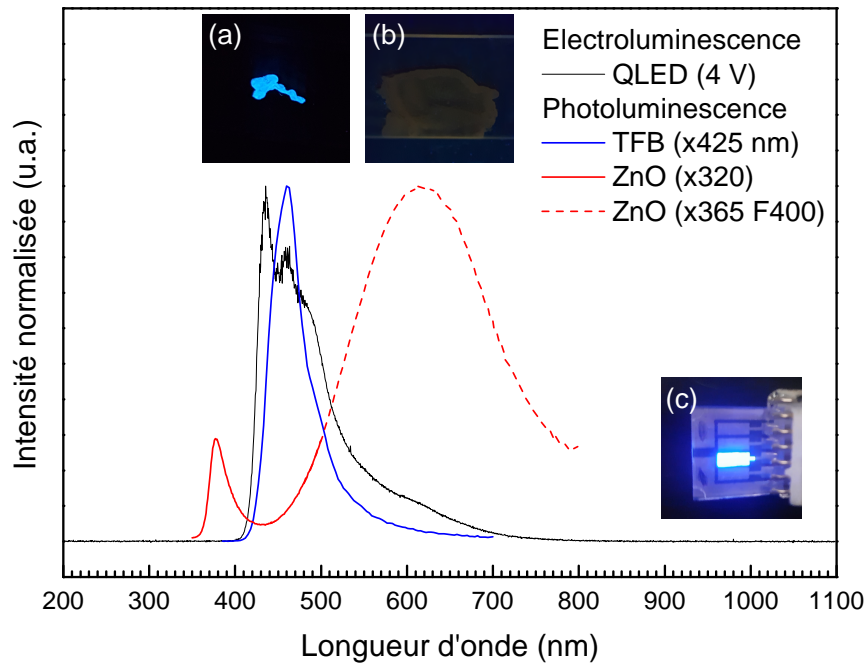 (a)
(b)
Electroluminescence
QLED (4 V)
Photoluminescence
TFB (x425 nm)
ZnO (x320)
ZnO (x365 F400)
(c)
Intensité normalisée (u.a.)
200 300 400 500 600 700 800 900 1000 1100
Longueur d'onde (nm)